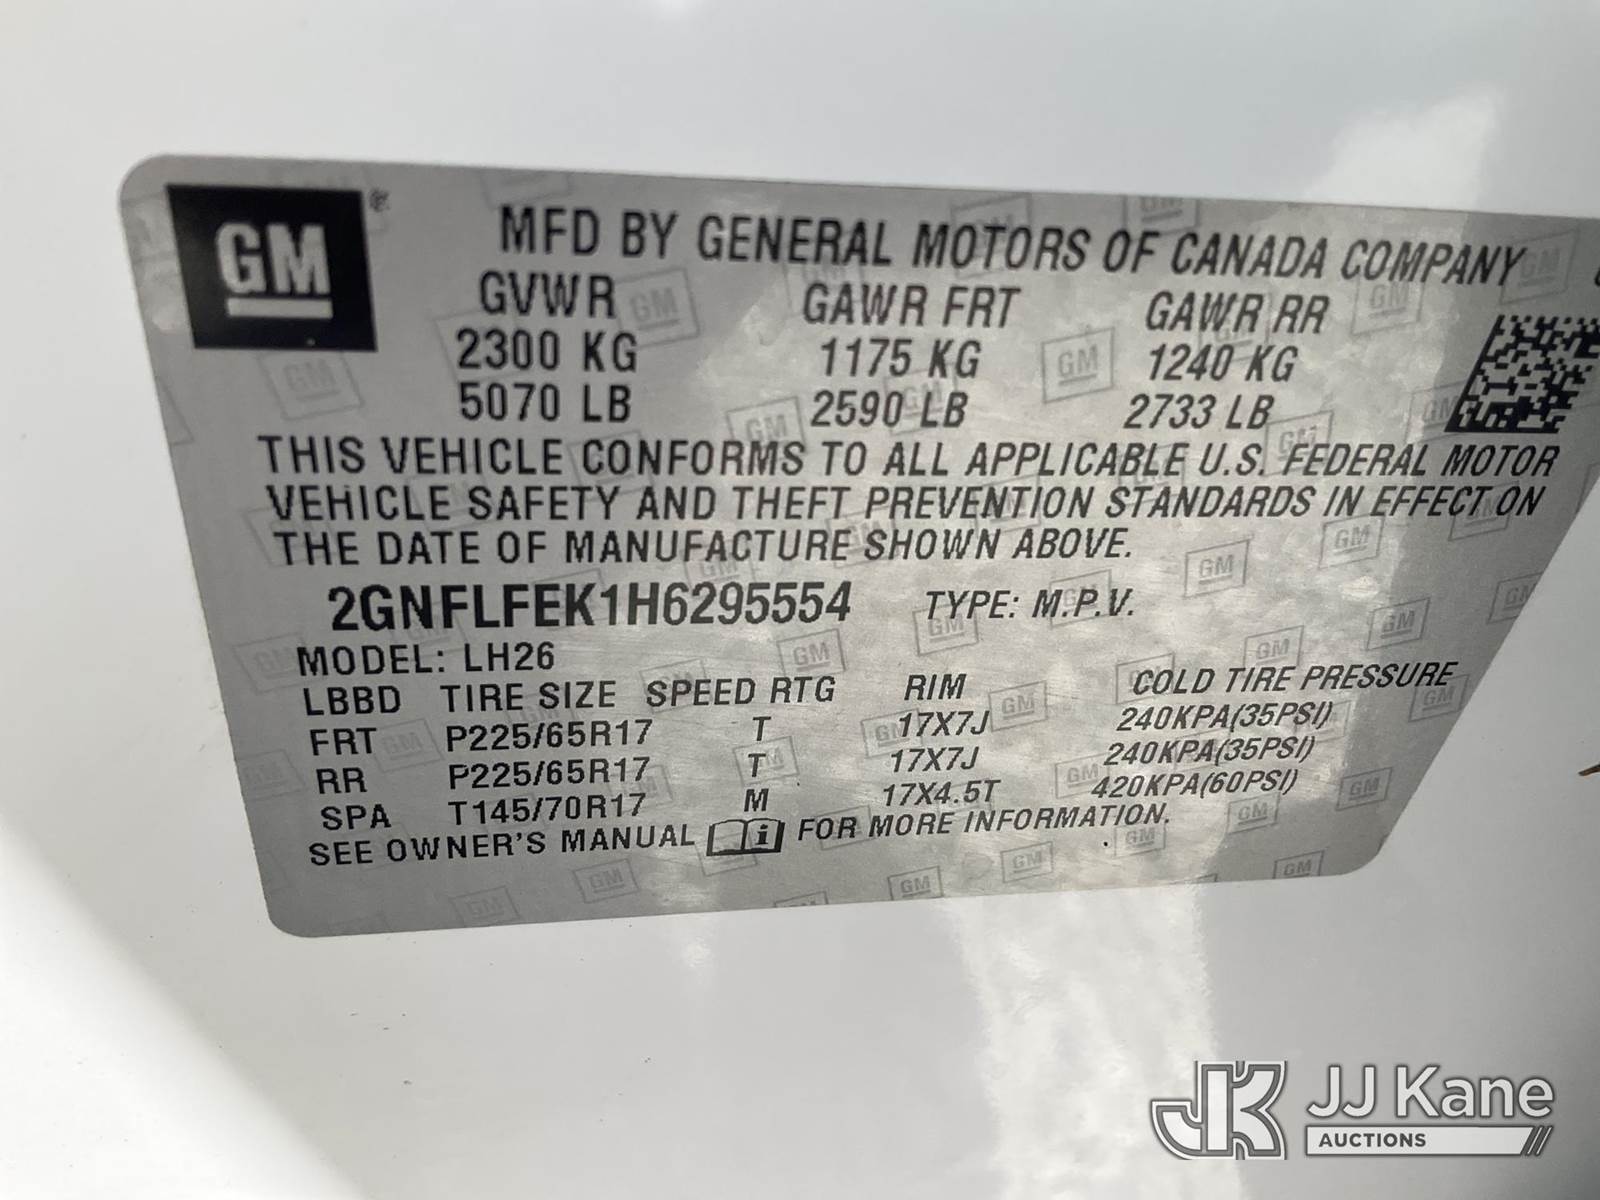 GM ®
MFD BY GENERAL MOTORS OF CANADA COMPANY
GVWR GAWR FRT GAWR RR
2300 KG 1175 KG 1240 KG
5070 LB 2590 LB 2733 LB
THIS VEHICLE CONFORMS TO ALL APPLICABLE U.S. FEDERAL MOTOR
VEHICLE SAFETY AND THEFT PREVENTION STANDARDS IN EFFECT ON
THE DATE OF MANUFACTURE SHOWN ABOVE.
2GNFLFEK1H6295554 TYPE: M.P.V.
MODEL: LH26
LBBD TIRE SIZE SPEED RTG RIM COLD TIRE PRESSURE
FRT P225/65R17 T 17X7J 240KPA(35PSI)
RR P225/65R17 T 17X7J 240KPA(35PSI)
SPA T145/70R17 M 17X4.5T 420KPA(60PSI)
SEE OWNER'S MANUAL i FOR MORE INFORMATION.
JK JJ Kane
AUCTIONS